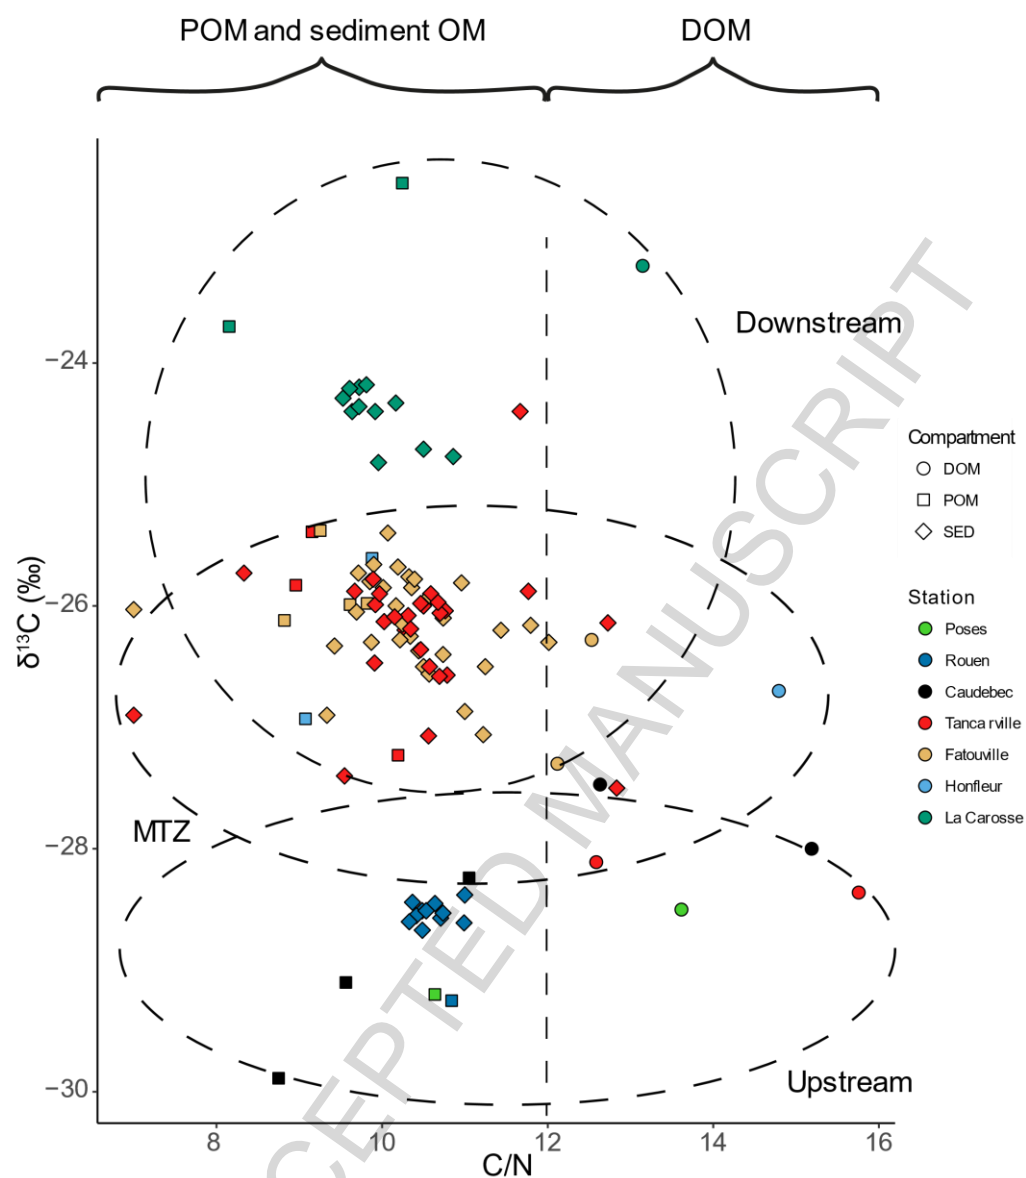 POM and sediment OM
DOM
Downstream
−24
−26
−28
−30
δ¹³C (‰)
MTZ
Upstream
8
10
12
14
16
C/N
Compartment
DOM
POM
SED
Station
Poses
Rouen
Caudebec
Tanca rville
Fatouville
Honfleur
La Carosse
CEPTED MANUSCRIPT